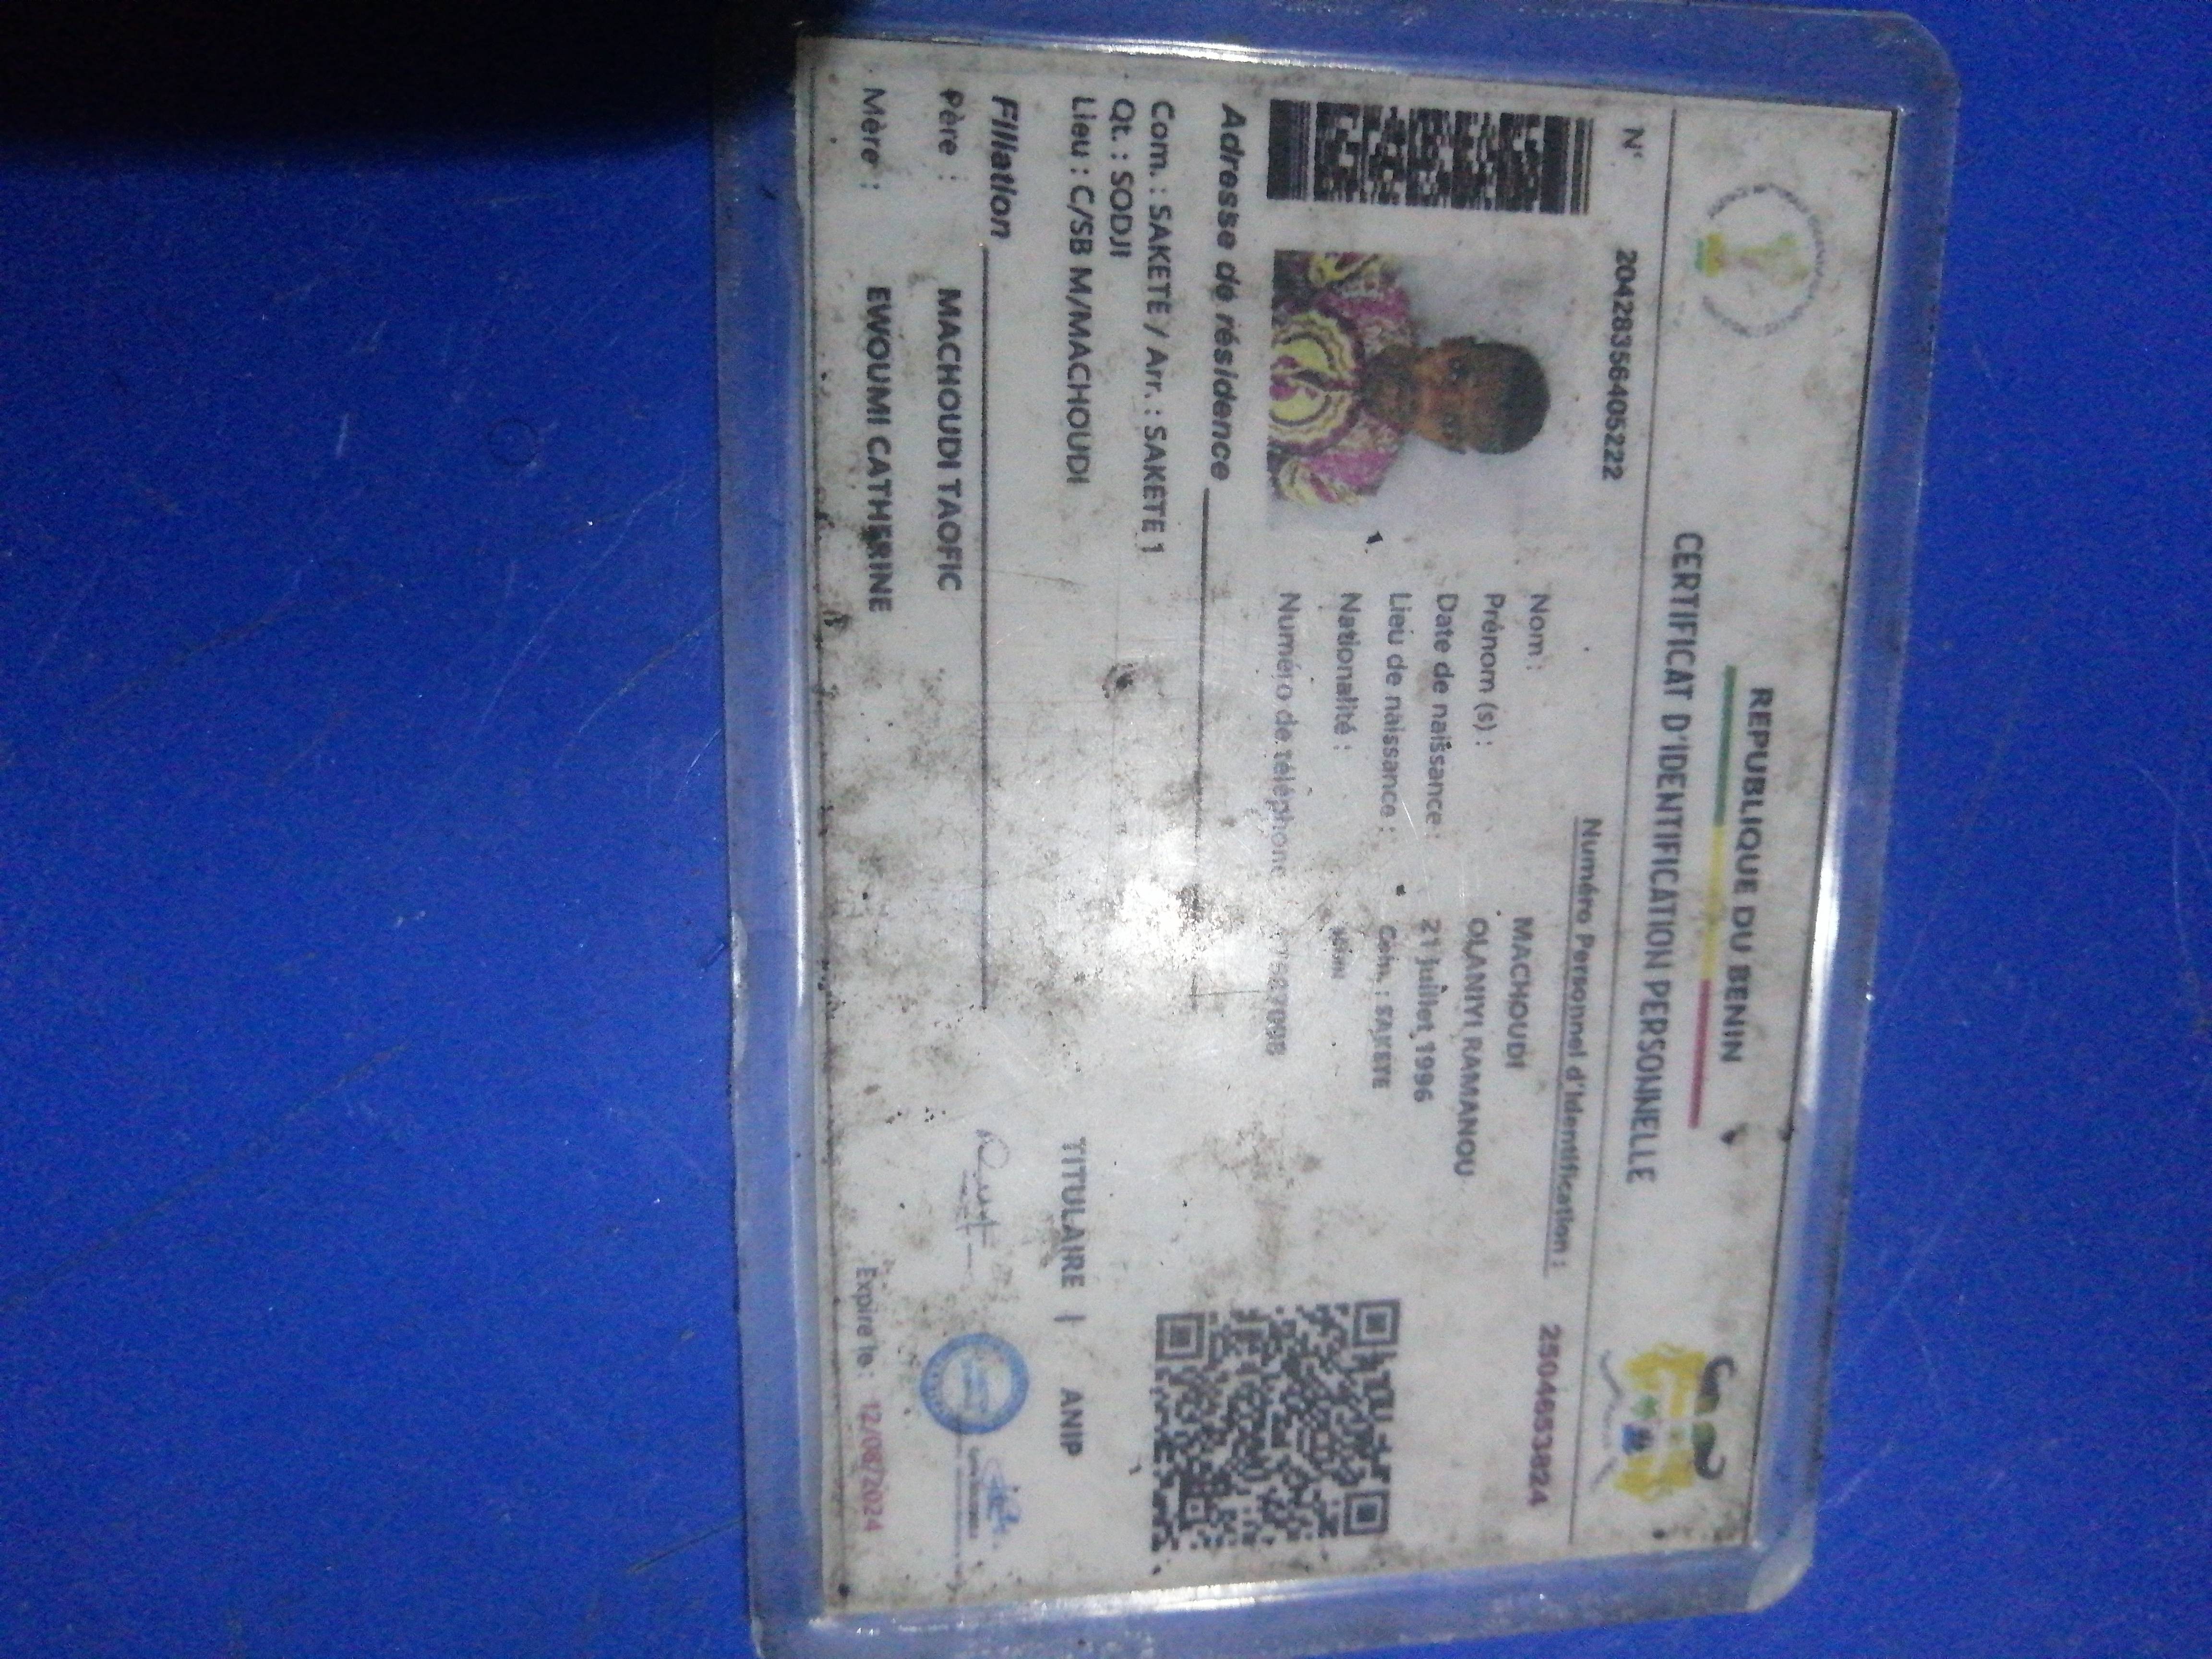 REPUBLIQUE DU BENIN
CERTIFICAT D'IDENTIFICATION PERSONNELLE
N° 20428356405222
Numéro Personnel d'Identification : 2504653824
Nom : MACHOUDI
Prénom (s) : OLANIYI RAMANOU
Date de naissance : 21 juillet 1996
Lieu de naissance : Com. : SAKETE
Nationalité :
Numéro de téléphone
Adresse de résidence
Com. : SAKETE / Arr. : SAKETE 1
Qt. : SODJI
Lieu : C/SB M/MACHOUDI
Filiation
Père : MACHOUDI TAOFIC
Mère : EWOUMI CATHERINE
TITULAIRE | ANIP
Expire le : 12/08/2024